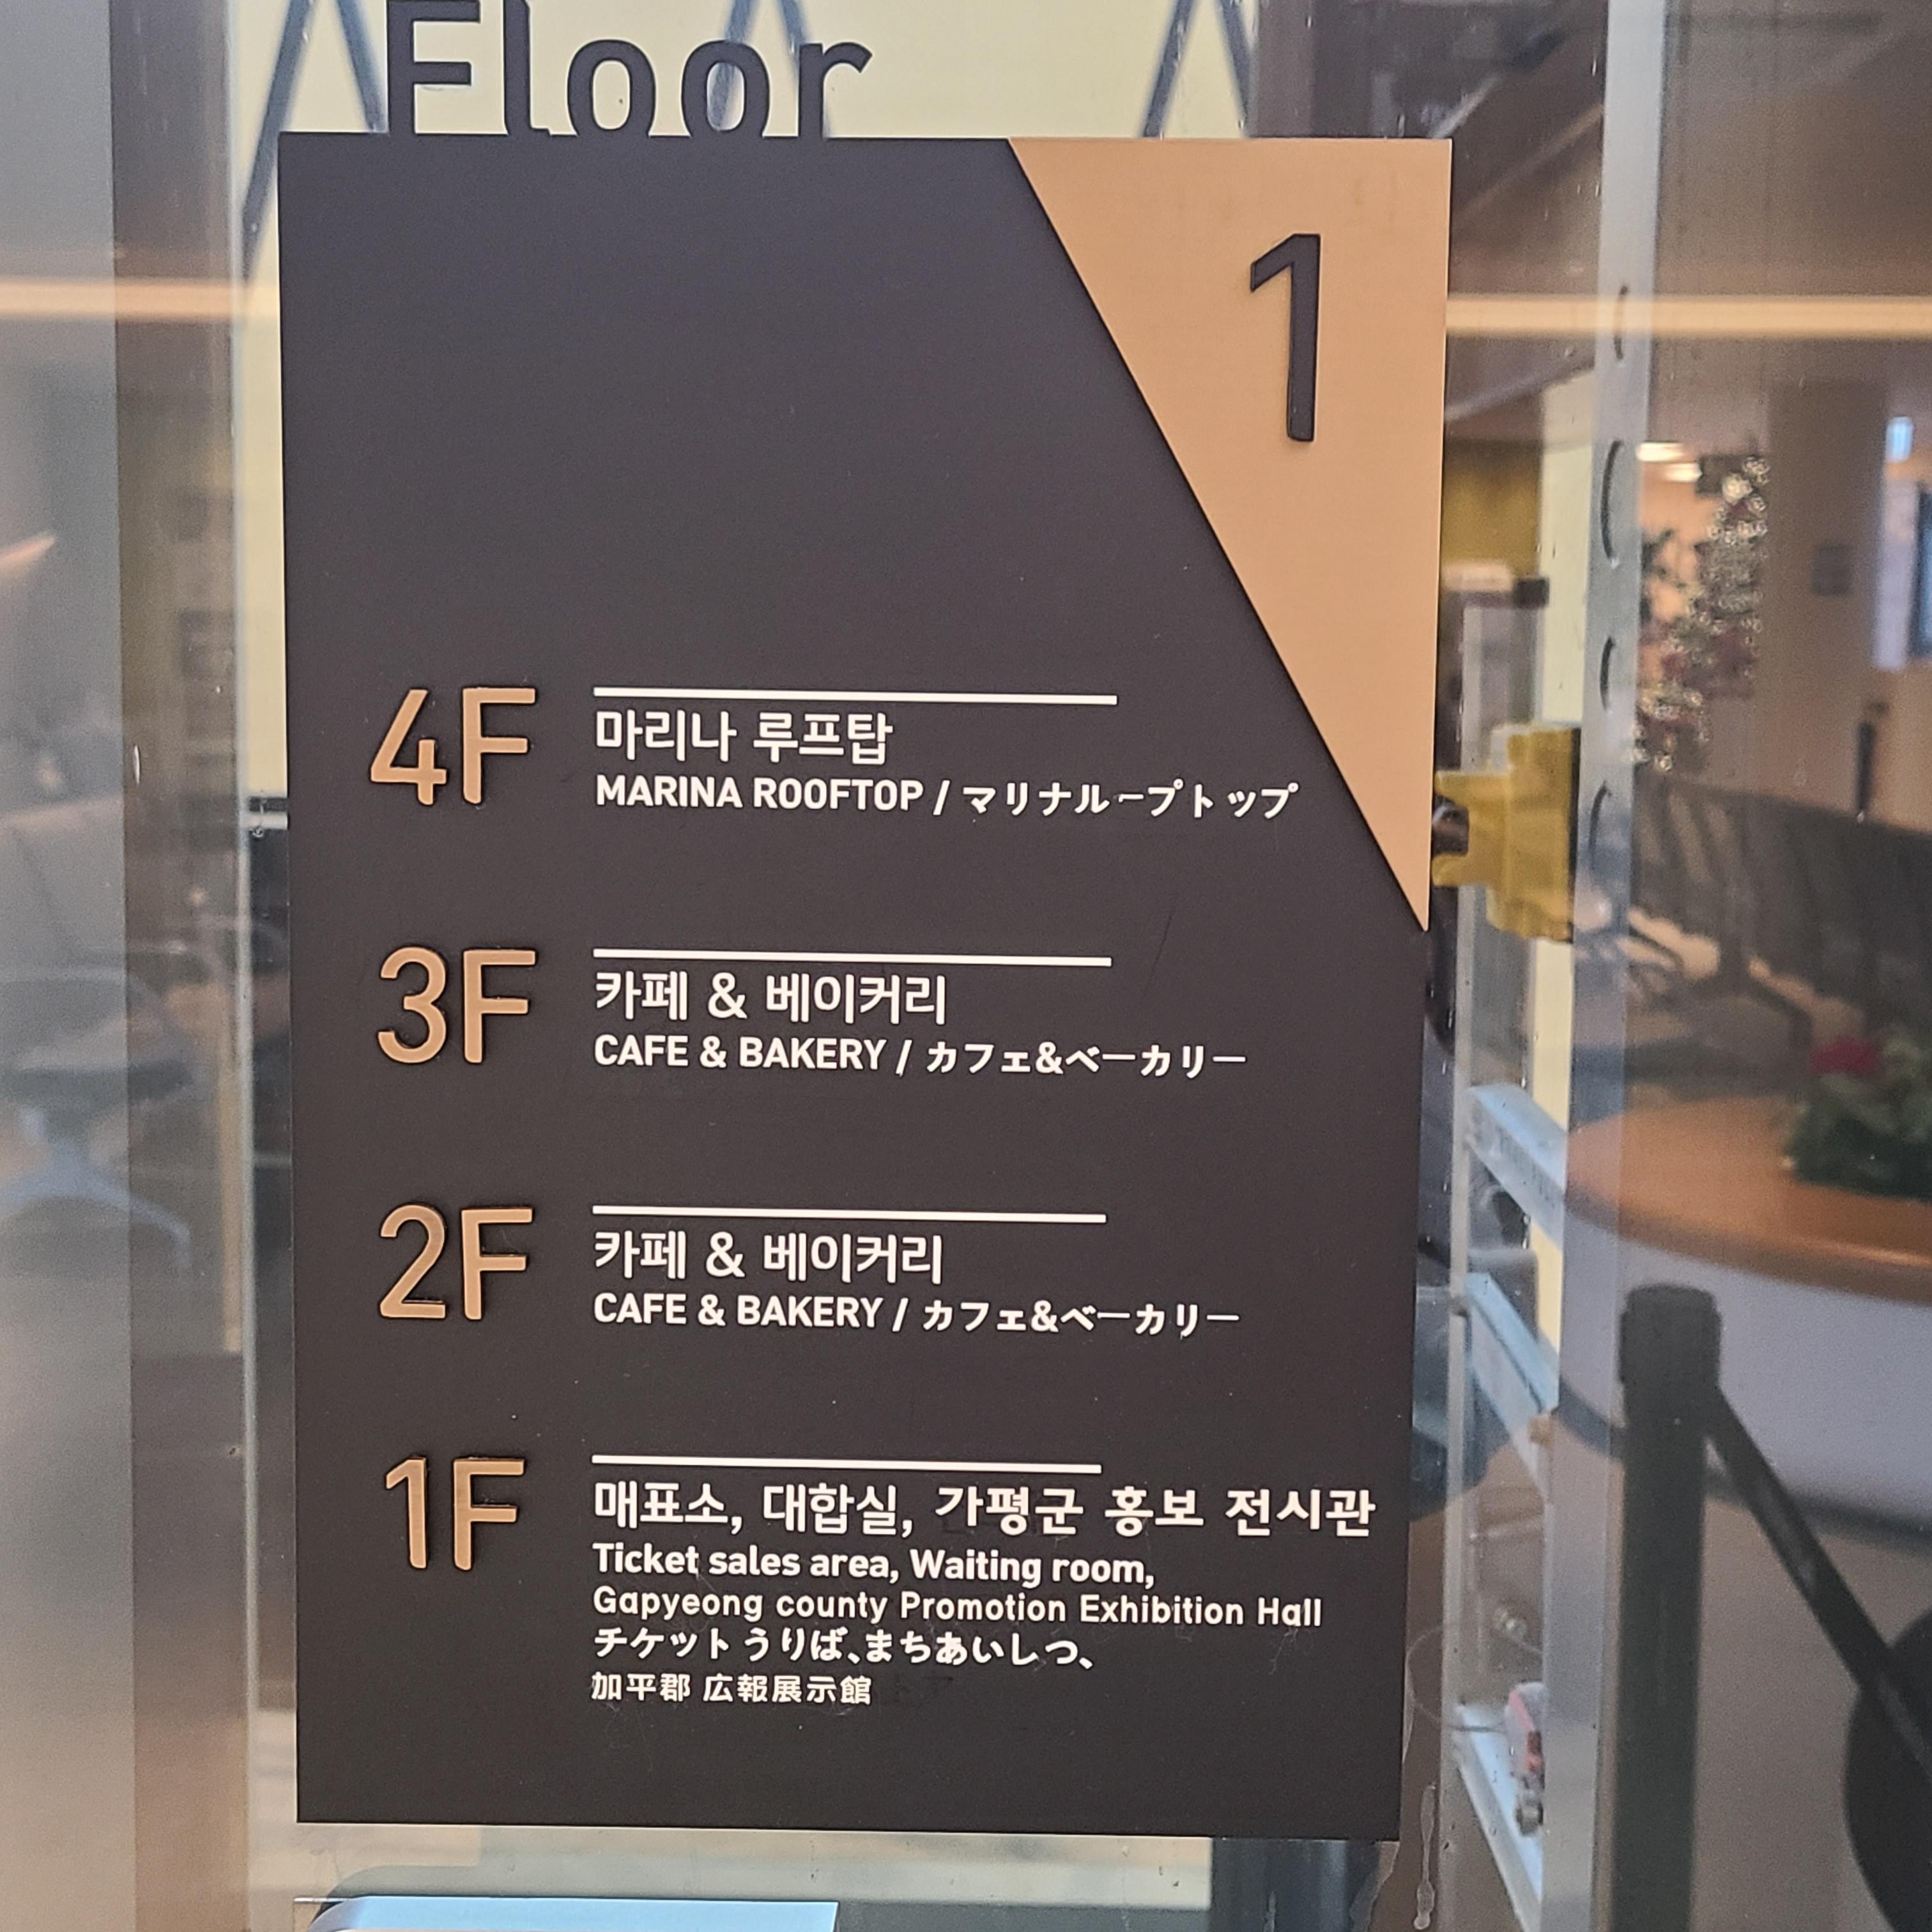 Floor
1
4F
마리나 루프탑
MARINA ROOFTOP / マリナループトップ
3F
카페 & 베이커리
CAFE & BAKERY / カフェ&ベーカリー
2F
카페 & 베이커리
CAFE & BAKERY / カフェ&ベーカリー
1F
매표소, 대합실, 가평군 홍보 전시관
Ticket sales area, Waiting room,
Gapyeong county Promotion Exhibition Hall
チケットうりば、まちあいしつ、
加平郡 広報展示館